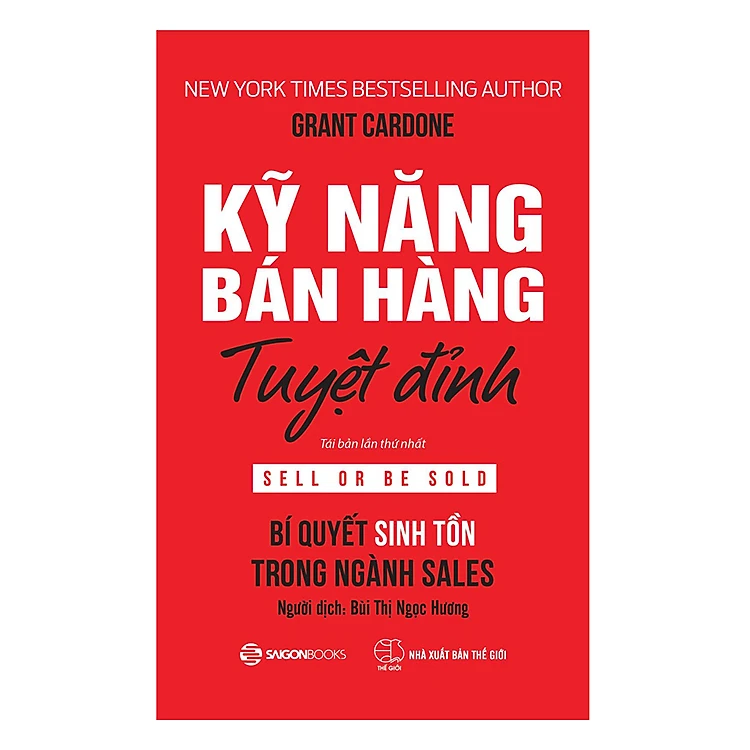 NEW YORK TIMES BESTSELLING AUTHOR
GRANT CARDONE
KỸ NĂNG
BÁN HÀNG
Tuyệt đỉnh
Tái bản lần thứ nhất
SELL OR BE SOLD
BÍ QUYẾT SINH TỒN
TRONG NGÀNH SALES
Người dịch: Bùi Thị Ngọc Hương
SAIGONBOOKS
THẾ GIỚI
NHÀ XUẤT BẢN THẾ GIỚI